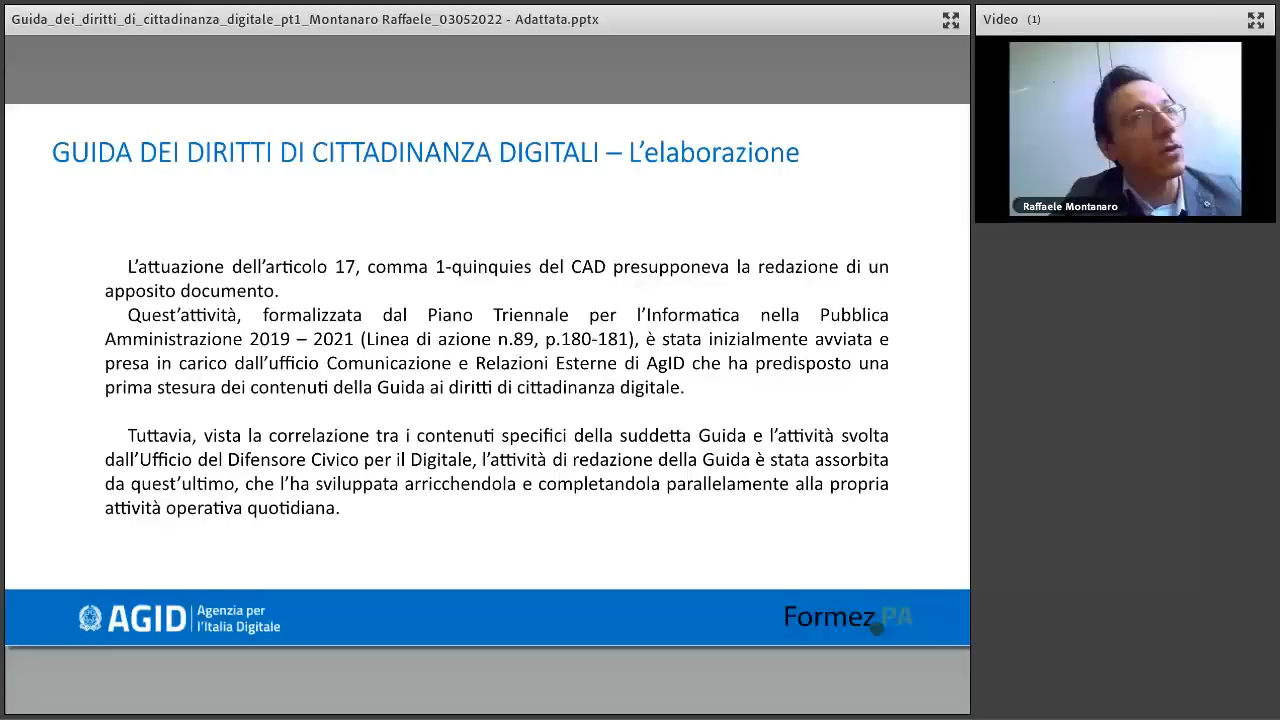 Guida_dei_diritti_di_cittadinanza_digitale_pt1_Montanaro Raffaele_03052022 - Adattata.pptx
Video (1)
Raffaele Montanaro
GUIDA DEI DIRITTI DI CITTADINANZA DIGITALI – L'elaborazione
L'attuazione dell'articolo 17, comma 1-quinquies del CAD presupponeva la redazione di un
apposito documento.
Quest'attività, formalizzata dal Piano Triennale per l'Informatica nella Pubblica
Amministrazione 2019 – 2021 (Linea di azione n.89, p.180-181), è stata inizialmente avviata e
presa in carico dall'ufficio Comunicazione e Relazioni Esterne di AgID che ha predisposto una
prima stesura dei contenuti della Guida ai diritti di cittadinanza digitale.
Tuttavia, vista la correlazione tra i contenuti specifici della suddetta Guida e l'attività svolta
dall'Ufficio del Difensore Civico per il Digitale, l'attività di redazione della Guida è stata assorbita
da quest'ultimo, che l'ha sviluppata arricchendola e completandola parallelamente alla propria
attività operativa quotidiana.
AGID Agenzia per
l'Italia Digitale
Formez PA